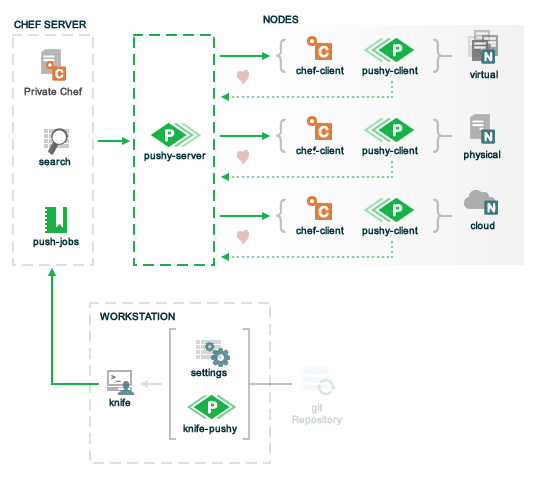 CHEF SERVER
NODES
C
Private Chef
search
push-jobs
P
pushy-server
C
chef-client
P
pushy-client
N
virtual
C
chef-client
P
pushy-client
N
physical
C
chef-client
P
pushy-client
N
cloud
WORKSTATION
>_
knife
settings
P
knife-pushy
git
Repository